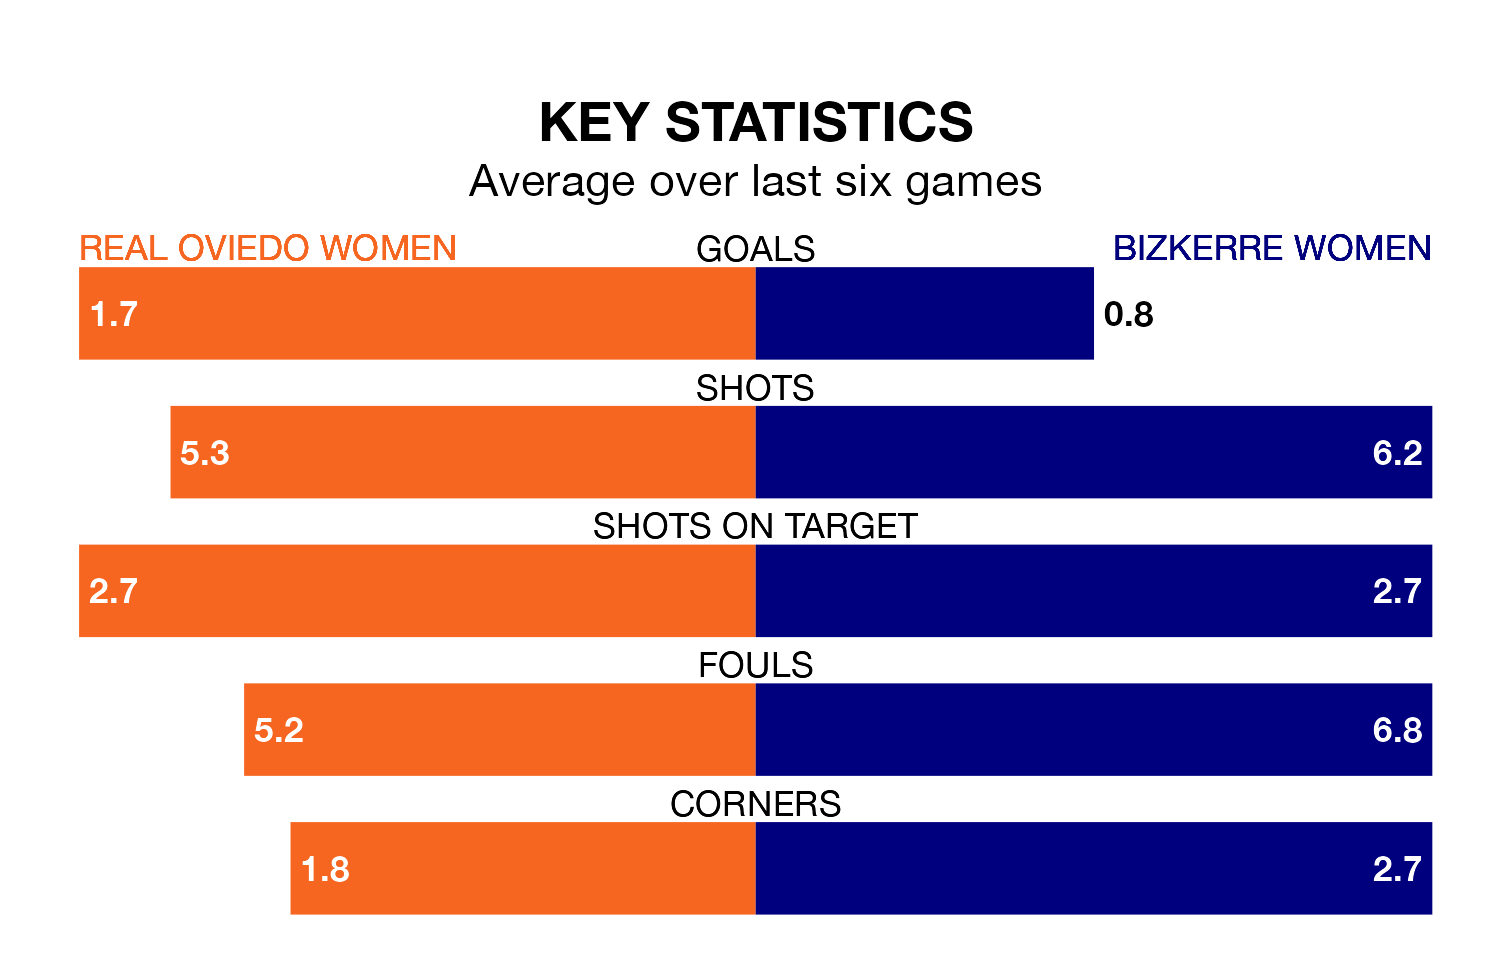 KEY STATISTICS
Average over last six games
REAL OVIEDO WOMEN GOALS BIZKERRE WOMEN
1.7 0.8
SHOTS
5.3 6.2
SHOTS ON TARGET
2.7 2.7
FOULS
5.2 6.8
CORNERS
1.8 2.7